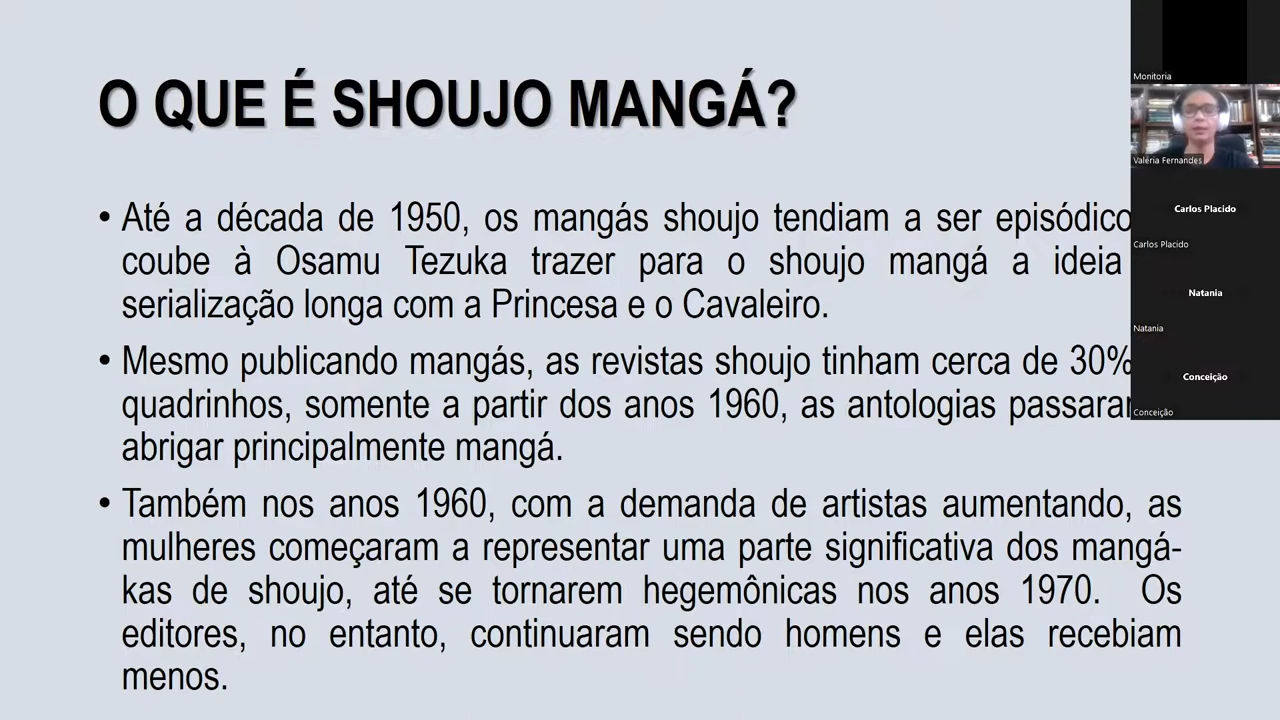 O QUE É SHOUJO MANGÁ?
• Até a década de 1950, os mangás shoujo tendiam a ser episódico
coube à Osamu Tezuka trazer para o shoujo mangá a ideia
serialização longa com a Princesa e o Cavaleiro.
• Mesmo publicando mangás, as revistas shoujo tinham cerca de 30%
quadrinhos, somente a partir dos anos 1960, as antologias
abrigar principalmente mangá.
• Também nos anos 1960, com a demanda de artistas aumentando, as
mulheres começaram a representar uma parte significativa dos mangá-
kas de shoujo, até se tornarem hegemônicas nos anos 1970. Os
editores, no entanto, continuaram sendo homens e elas recebiam
menos.
Monitoria
Valéria Fernandes
Carlos Placido
Carlos Placido
Natania
Natania
Conceição
Conceição